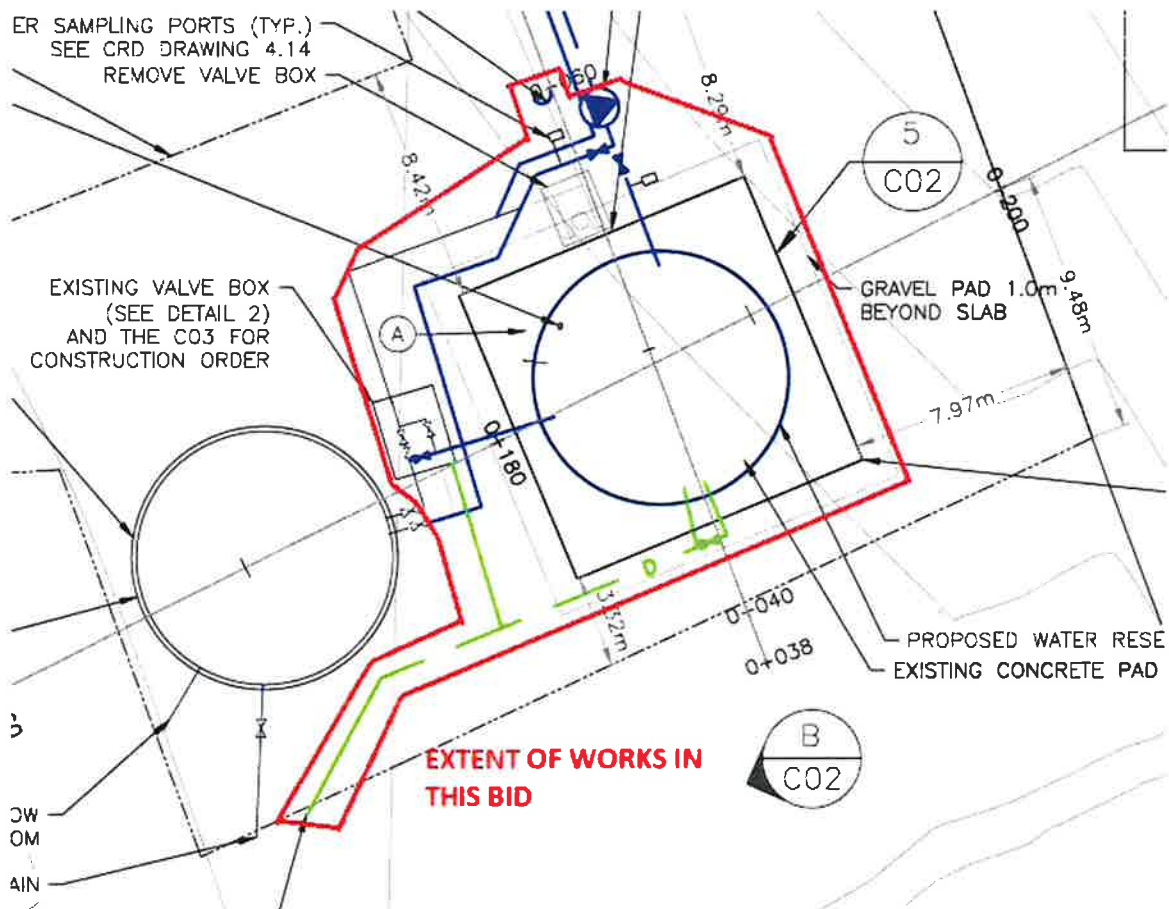 ER SAMPLING PORTS (TYP.)
SEE CRD DRAWING 4.14
REMOVE VALVE BOX
8.29m
8.42m
5
C02
0+200
9.48m
EXISTING VALVE BOX
(SEE DETAIL 2)
AND THE C03 FOR
CONSTRUCTION ORDER
A
GRAVEL PAD 1.0m
BEYOND SLAB
7.97m
0+180
D
3.32m
0+040
0+038
PROPOSED WATER RESE
EXISTING CONCRETE PAD
EXTENT OF WORKS IN
THIS BID
B
C02
OW
OM
AIN